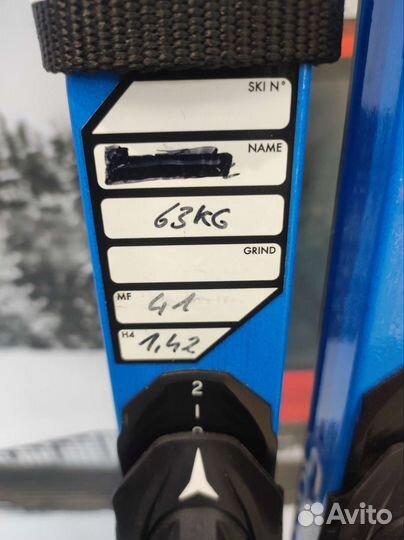 SKI N°
NAME
63KG
GRIND
MF 41
H4 1,42
2
Avito